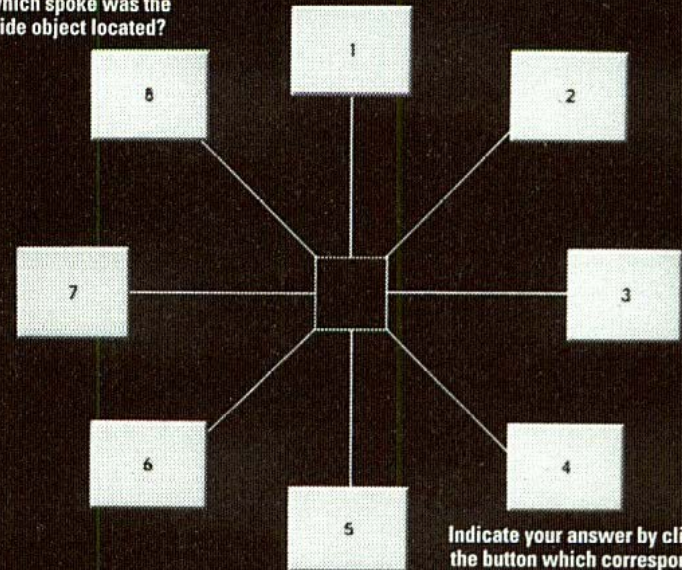 which spoke was the
ide object located?
1
8
2
7
3
6
4
5
Indicate your answer by cli
the button which correspon